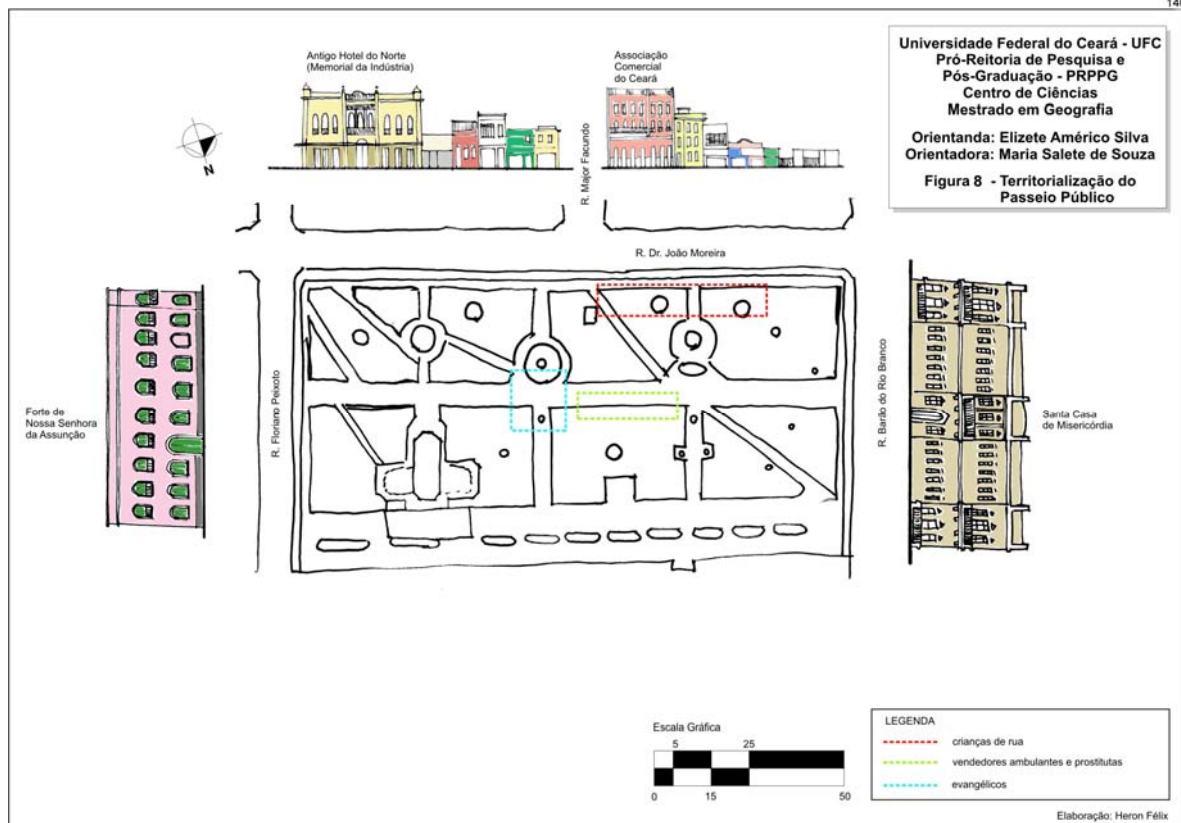 Universidade Federal do Ceará - UFC
Pró-Reitoria de Pesquisa e
Pós-Graduação - PRPPG
Centro de Ciências
Mestrado em Geografia
Orientanda: Elizete Américo Silva
Orientadora: Maria Salete de Souza
Figura 8 - Territorialização do
Passeio Público
Antigo Hotel do Norte
(Memorial da Indústria)
Associação
Comercial
do Ceará
N
R. Major Facundo
R. Dr. João Moreira
R. Floriano Peixoto
R. Barão do Rio Branco
Forte de
Nossa Senhora
da Assunção
Santa Casa
de Misericórdia
Escala Gráfica
5 25
0 15 50
LEGENDA
crianças de rua
vendedores ambulantes e prostitutas
evangélicos
Elaboração: Heron Félix